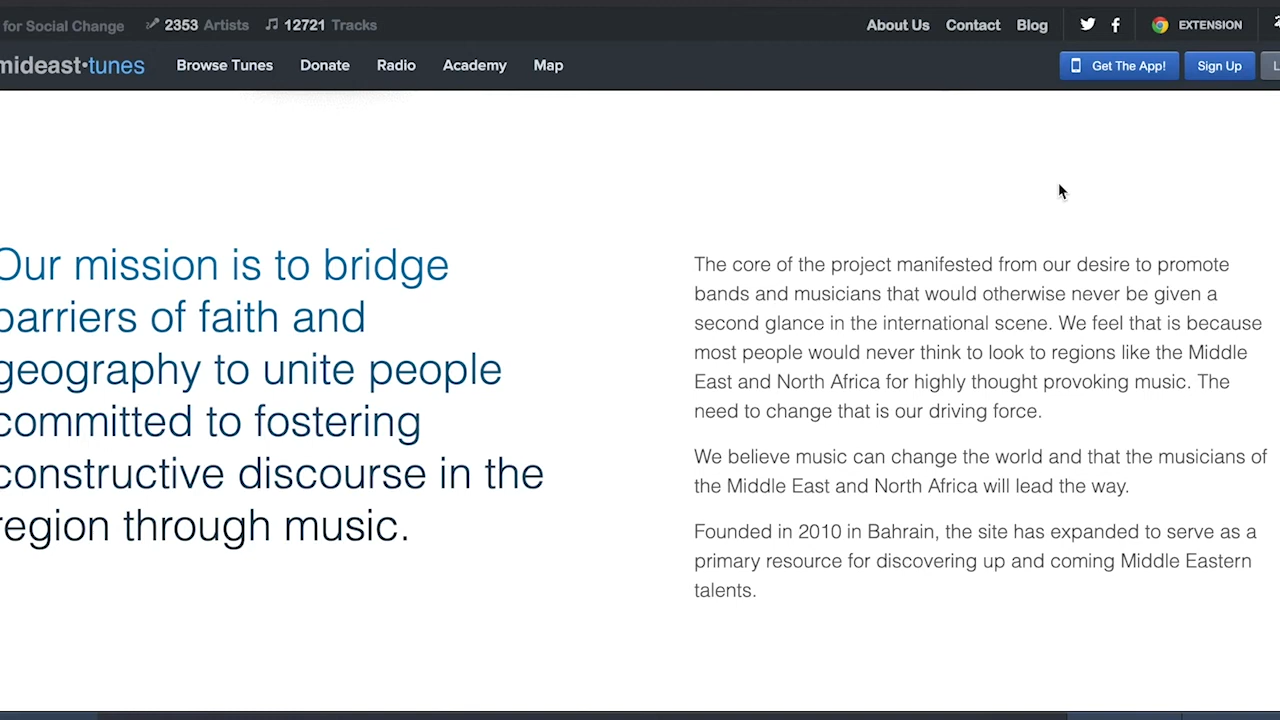 for Social Change 2353 Artists 12721 Tracks About Us Contact Blog EXTENSION
mideast·tunes Browse Tunes Donate Radio Academy Map Get The App! Sign Up
Our mission is to bridge
barriers of faith and
geography to unite people
committed to fostering
constructive discourse in the
region through music.
The core of the project manifested from our desire to promote
bands and musicians that would otherwise never be given a
second glance in the international scene. We feel that is because
most people would never think to look to regions like the Middle
East and North Africa for highly thought provoking music. The
need to change that is our driving force.
We believe music can change the world and that the musicians of
the Middle East and North Africa will lead the way.
Founded in 2010 in Bahrain, the site has expanded to serve as a
primary resource for discovering up and coming Middle Eastern
talents.